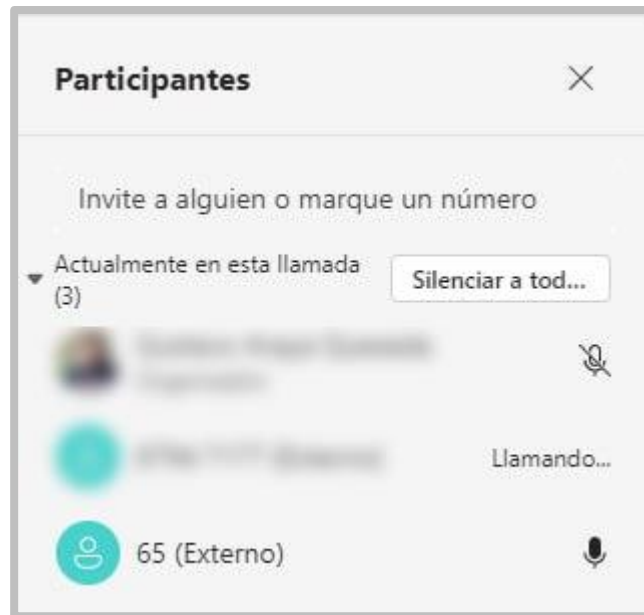 Participantes
Invite a alguien o marque un número
Actualmente en esta llamada
(3)
Silenciar a tod...
Llamando...
65 (Externo)